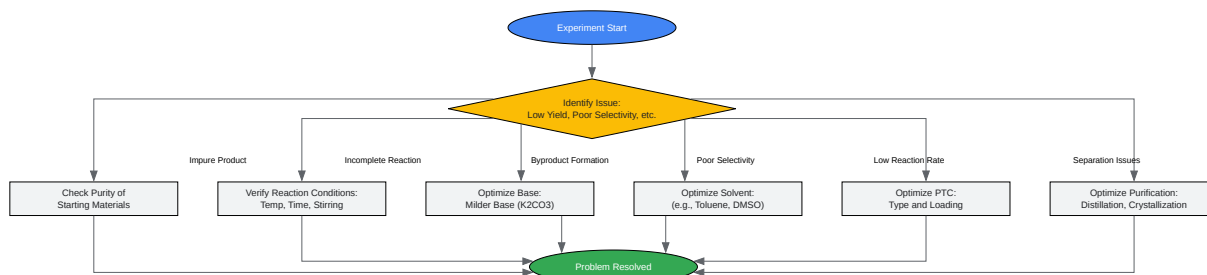 Experiment Start
Identify Issue:
Low Yield, Poor Selectivity, etc.
Impure Product
Incomplete Reaction
Byproduct Formation
Poor Selectivity
Low Reaction Rate
Separation Issues
Check Purity of
Starting Materials
Verify Reaction Conditions:
Temp, Time, Stirring
Optimize Base:
Milder Base (K2CO3)
Optimize Solvent:
(e.g., Toluene, DMSO)
Optimize PTC:
Type and Loading
Optimize Purification:
Distillation, Crystallization
Problem Resolved